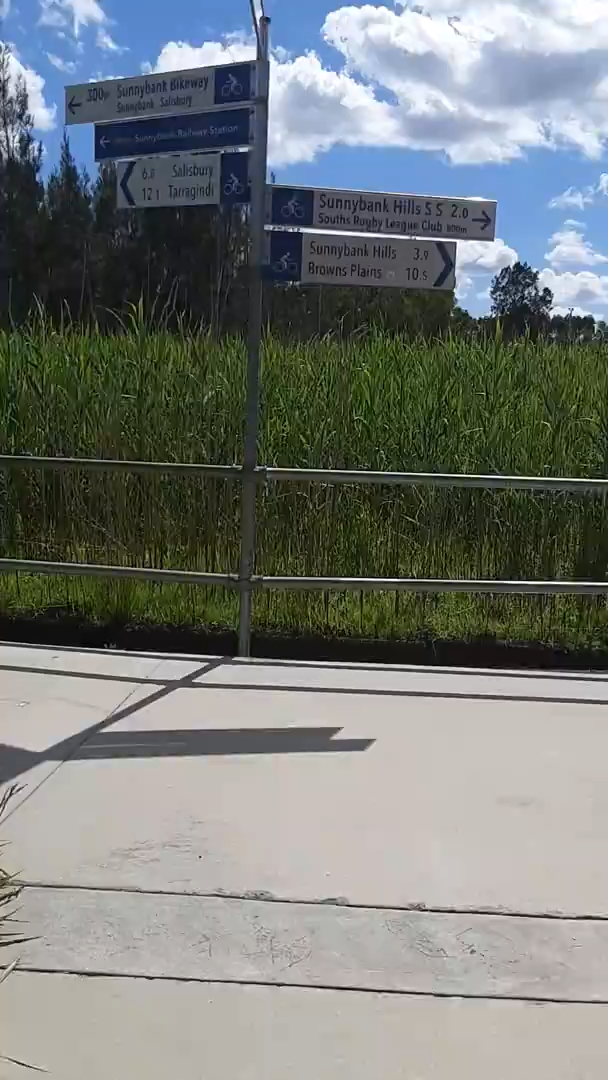 300m Sunnybank Bikeway
Sunnybank Salisbury
Sunnybank Railway Station
6.8 Salisbury
12.1 Tarragindi
Sunnybank Hills S S 2.0
Souths Rugby League Club 800m
Sunnybank Hills 3.9
Browns Plains 10.5